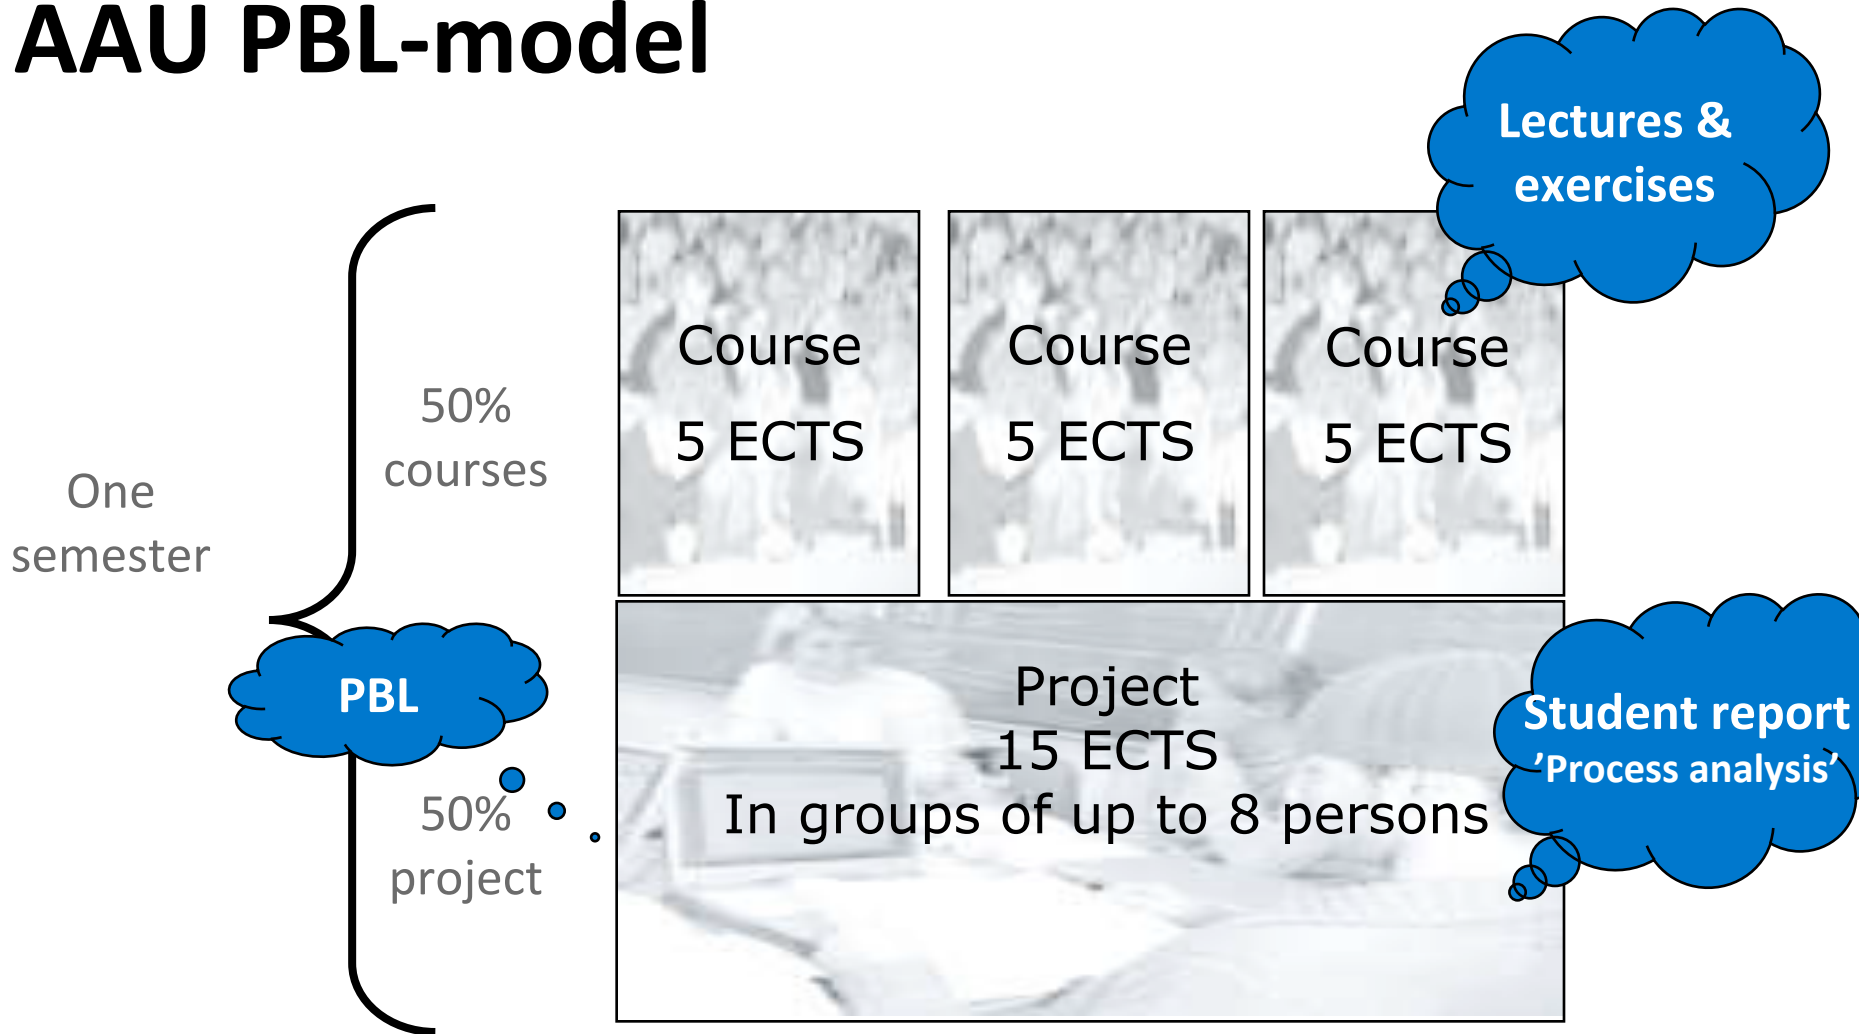 AAU PBL-model
Lectures &
exercises
One
semester
50%
courses
Course
5 ECTS
Course
5 ECTS
Course
5 ECTS
PBL
50%
project
Project
15 ECTS
In groups of up to 8 persons
Student report
’Process analysis’